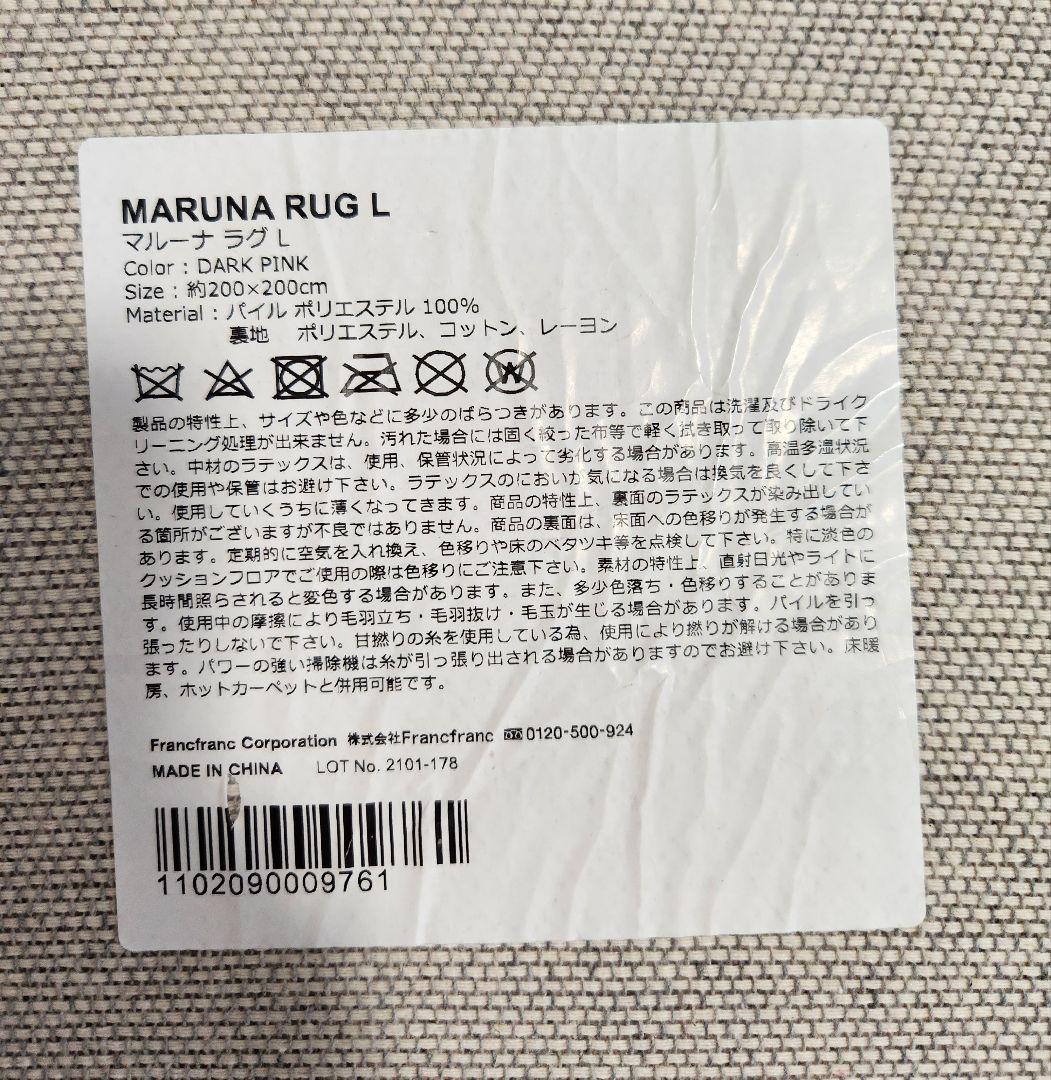 MARUNA RUG L
マルーナ ラグ L
Color : DARK PINK
Size : 約200×200cm
Material : パイル ポリエステル 100%
裏地 ポリエステル、コットン、レーヨン
W
製品の特性上、サイズや色などに多少のばらつきがあります。この商品は洗濯及びドライク
リーニング処理が出来ません。汚れた場合には固く絞った布等で軽く拭き取って取り除いて下
さい。中材のラテックスは、使用、保管状況によって劣化する場合があります。高温多湿状況
での使用や保管はお避け下さい。ラテックスのにおいが気になる場合は換気を良くして下さ
い。使用していくうちに薄くなってきます。商品の特性上、裏面のラテックスが染み出してい
る箇所がございますが不良ではありません。商品の裏面は、床面への色移りが発生する場合が
あります。定期的に空気を入れ換え、色移りや床のベタツキ等を点検して下さい。特に淡色の
クッションフロアでご使用の際は色移りにご注意下さい。素材の特性上、直射日光やライトに
長時間照らされると変色する場合があります。また、多少色落ち・色移りすることがありま
す。使用中の摩擦により毛羽立ち・毛羽抜け・毛玉が生じる場合があります。パイルを引っ
張ったりしないで下さい。甘撚りの糸を使用している為、使用により撚りが解ける場合があり
ます。パワーの強い掃除機は糸が引っ張り出される場合がありますのでお避け下さい。床暖
房、ホットカーペットと併用可能です。
Francfranc Corporation 株式会社Francfranc 0120-500-924
MADE IN CHINA LOT No. 2101-178
1102090009761